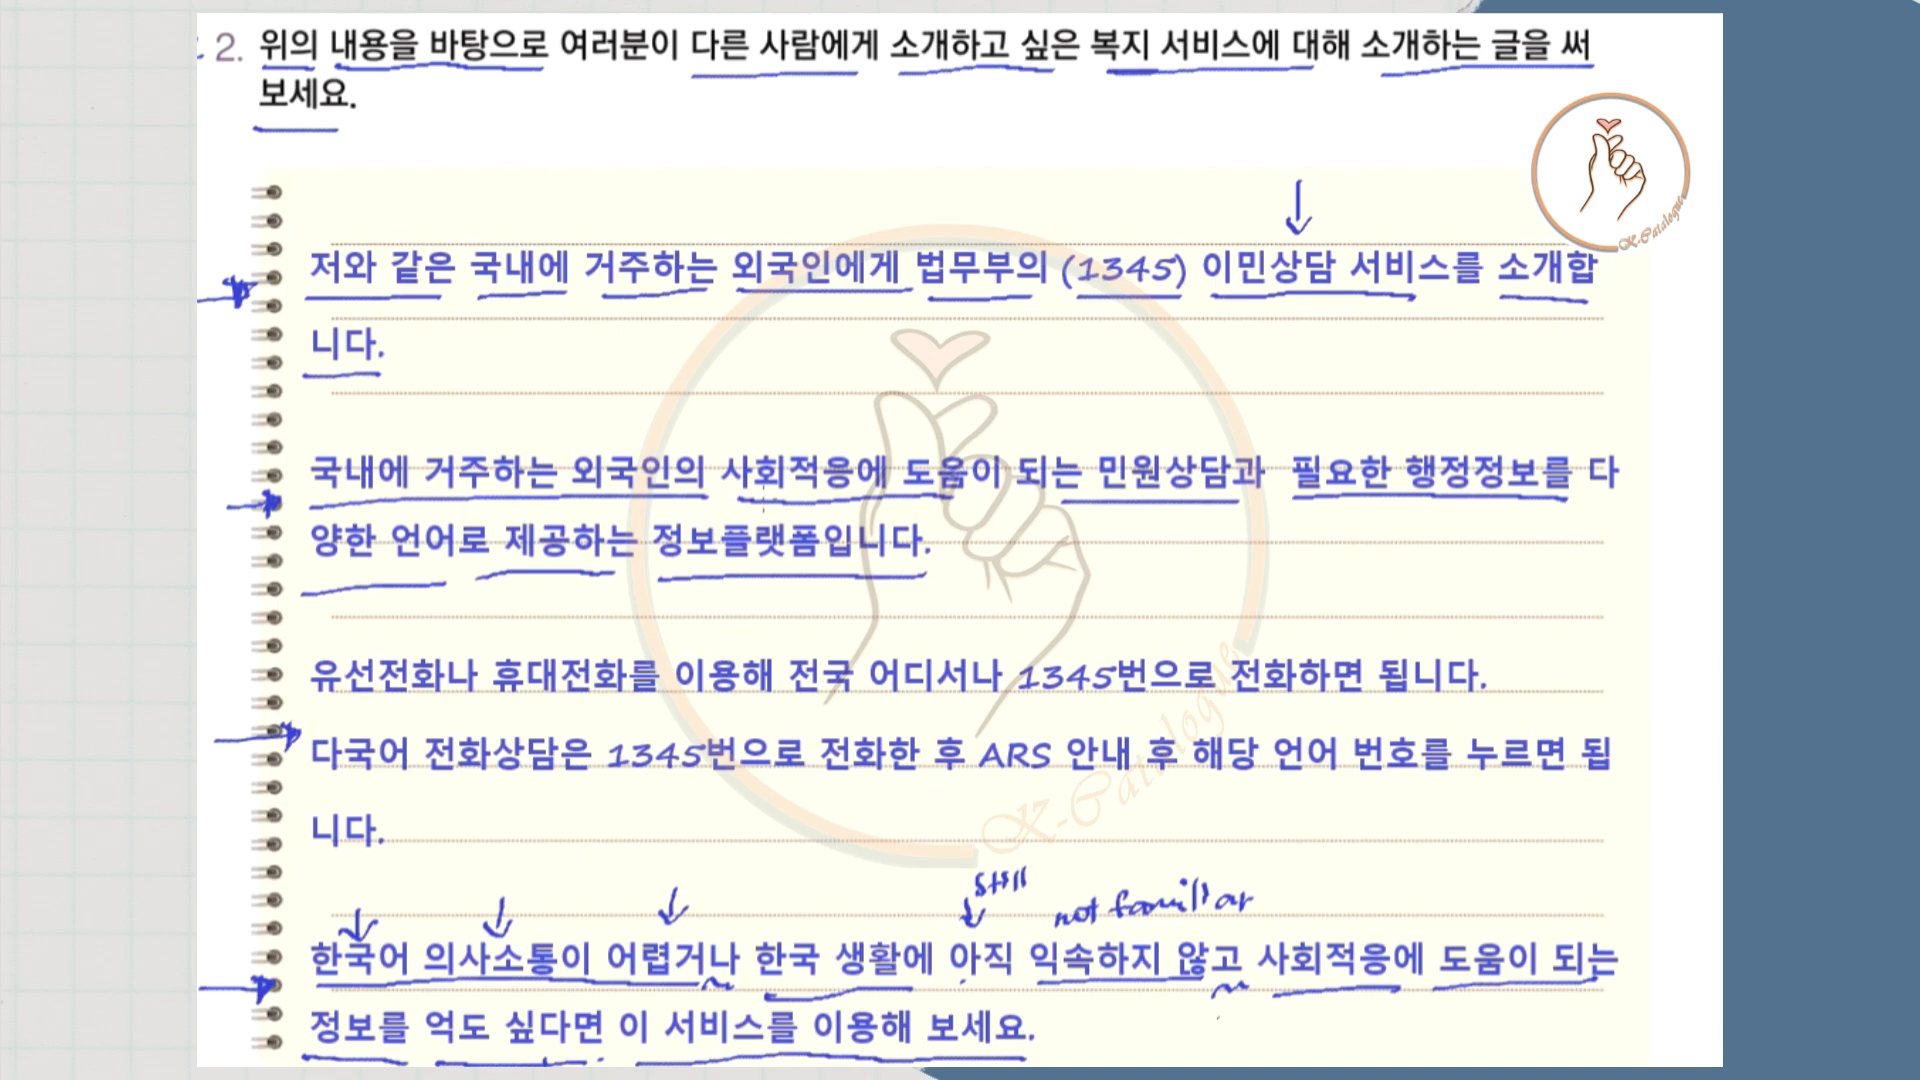 2. 위의 내용을 바탕으로 여러분이 다른 사람에게 소개하고 싶은 복지 서비스에 대해 소개하는 글을 써
보세요.
K-Catalogue
저와 같은 국내에 거주하는 외국인에게 법무부의 (1345) 이민상담 서비스를 소개합
니다.
국내에 거주하는 외국인의 사회적응에 도움이 되는 민원상담과 필요한 행정정보를 다
양한 언어로 제공하는 정보플랫폼입니다.
유선전화나 휴대전화를 이용해 전국 어디서나 1345번으로 전화하면 됩니다.
다국어 전화상담은 1345번으로 전화한 후 ARS 안내 후 해당 언어 번호를 누르면 됩
니다.
K-Catalogue
still
not familiar
한국어 의사소통이 어렵거나 한국 생활에 아직 익속하지 않고 사회적응에 도움이 되는
정보를 억도 싶다면 이 서비스를 이용해 보세요.